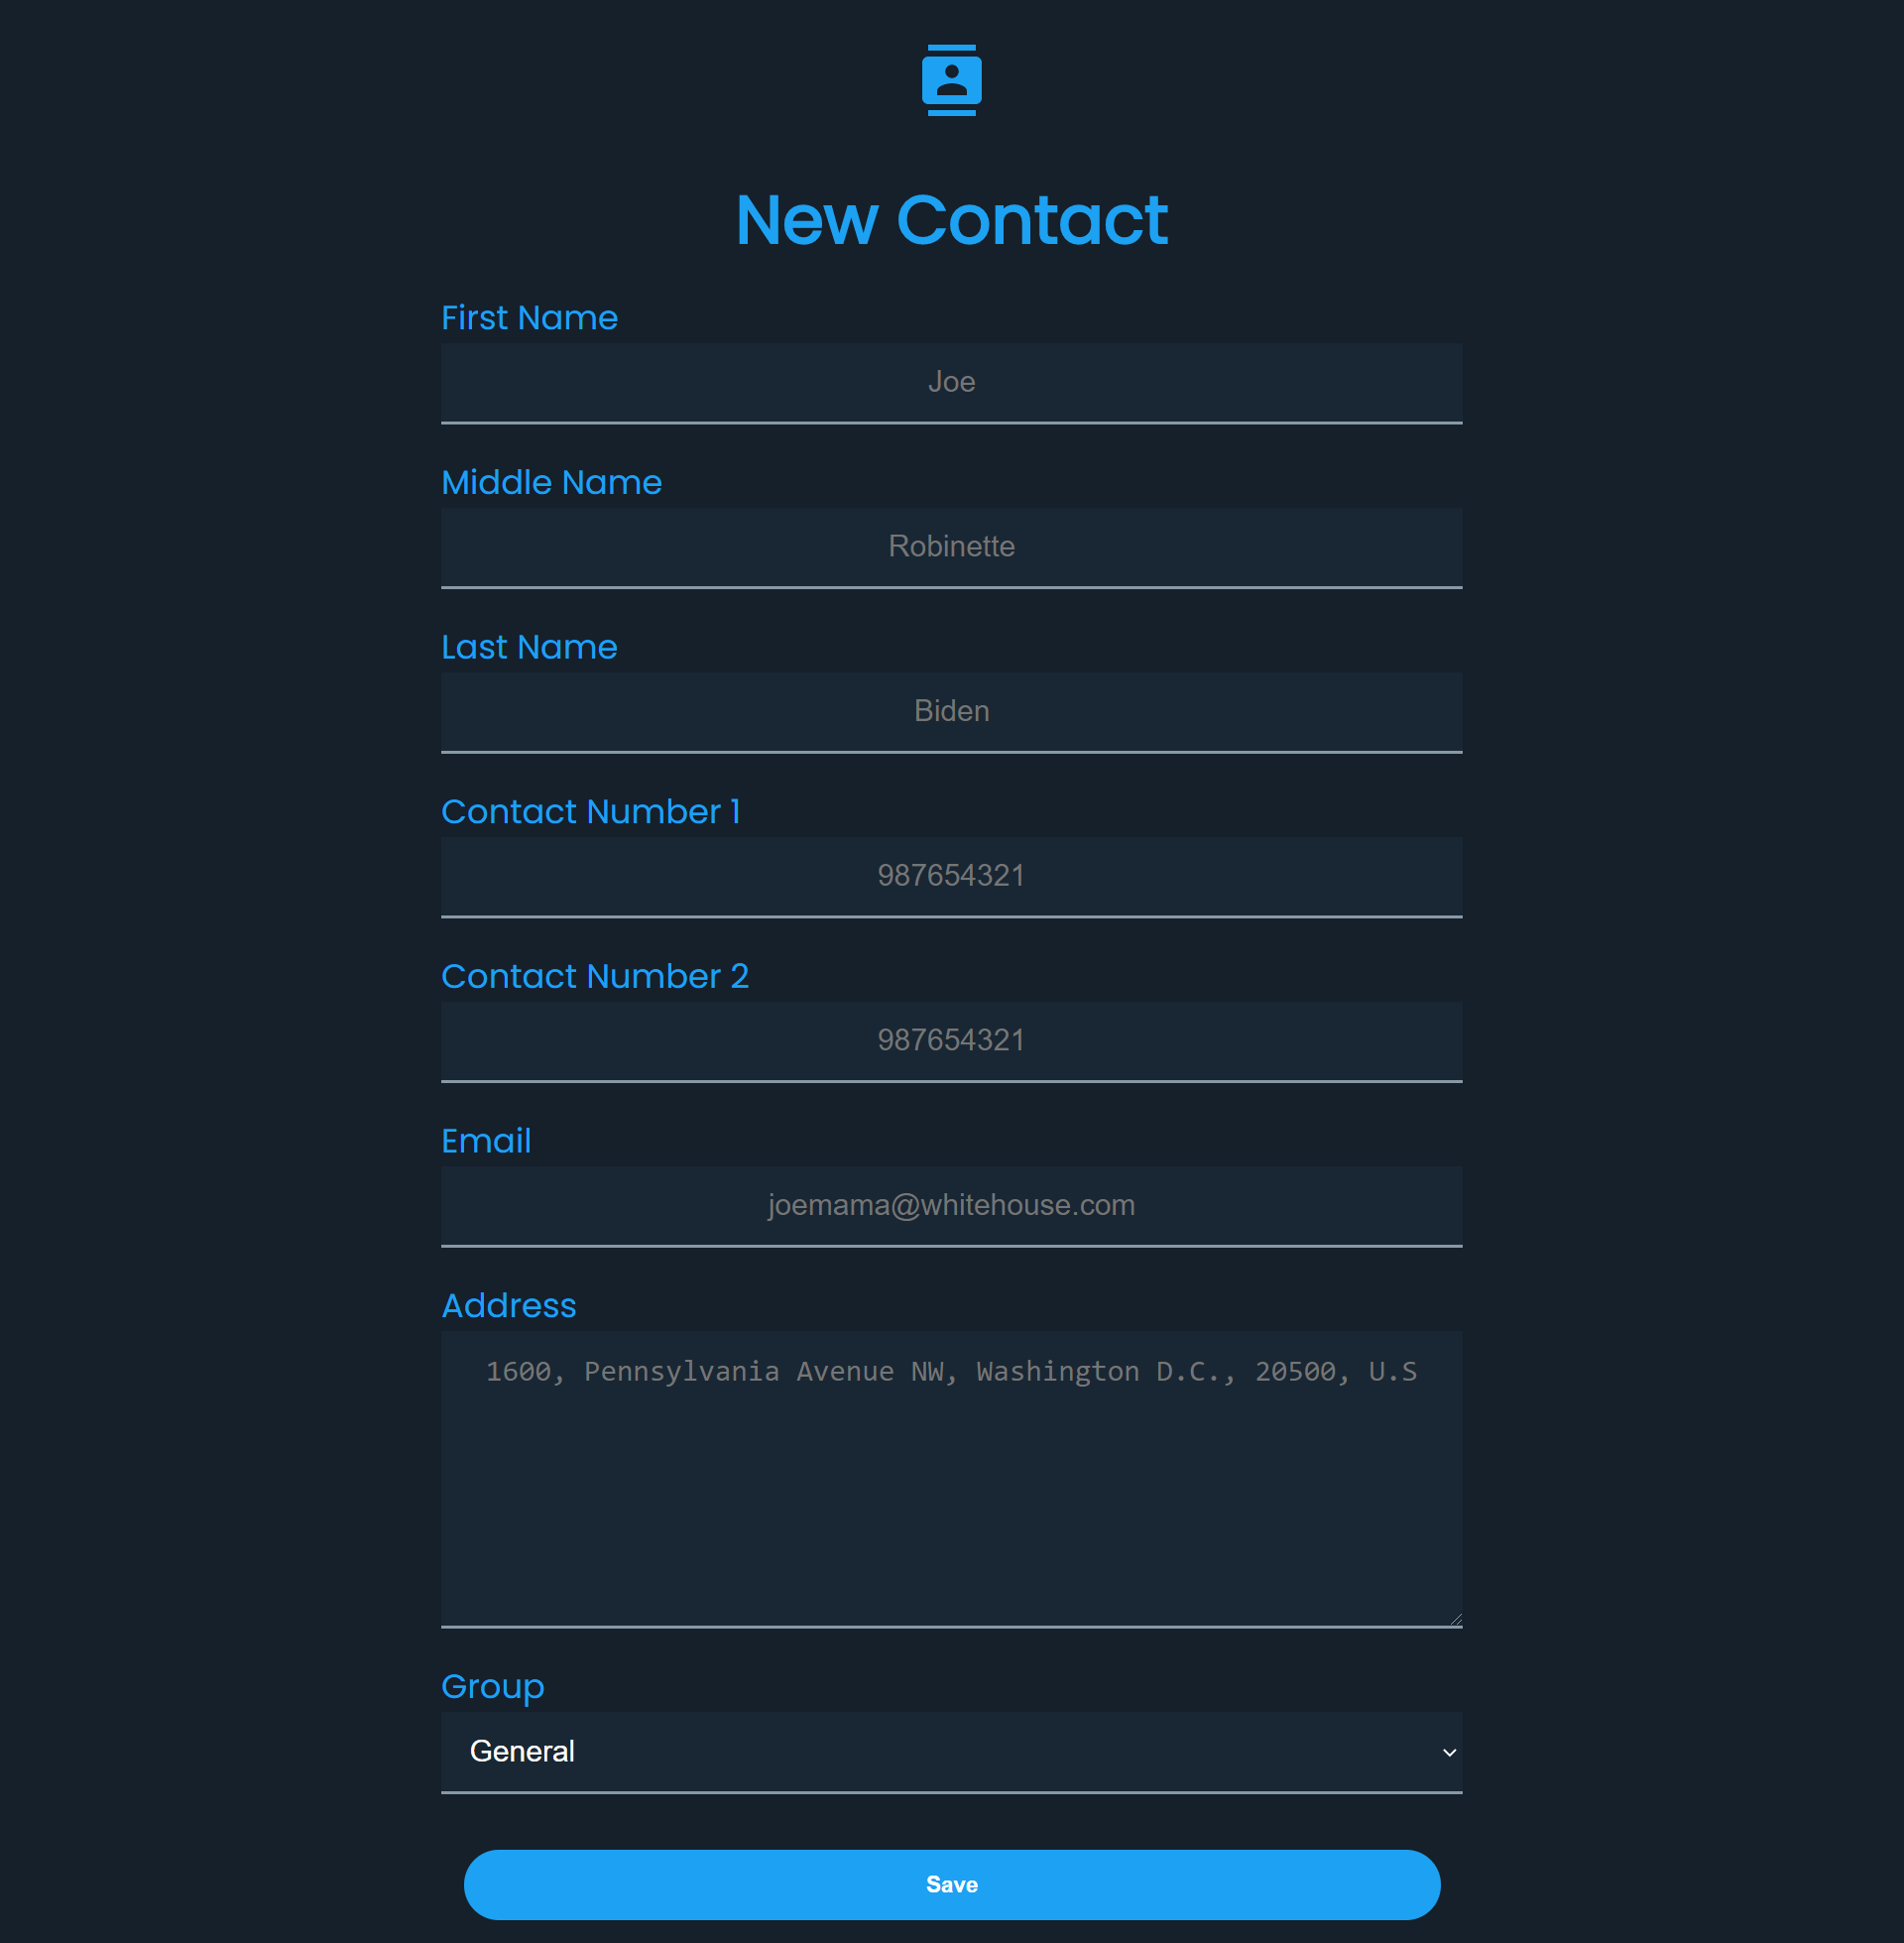 New Contact
First Name
Joe
Middle Name
Robinette
Last Name
Biden
Contact Number 1
987654321
Contact Number 2
987654321
Email
joemama@whitehouse.com
Address
1600, Pennsylvania Avenue NW, Washington D.C., 20500, U.S
Group
General
Save